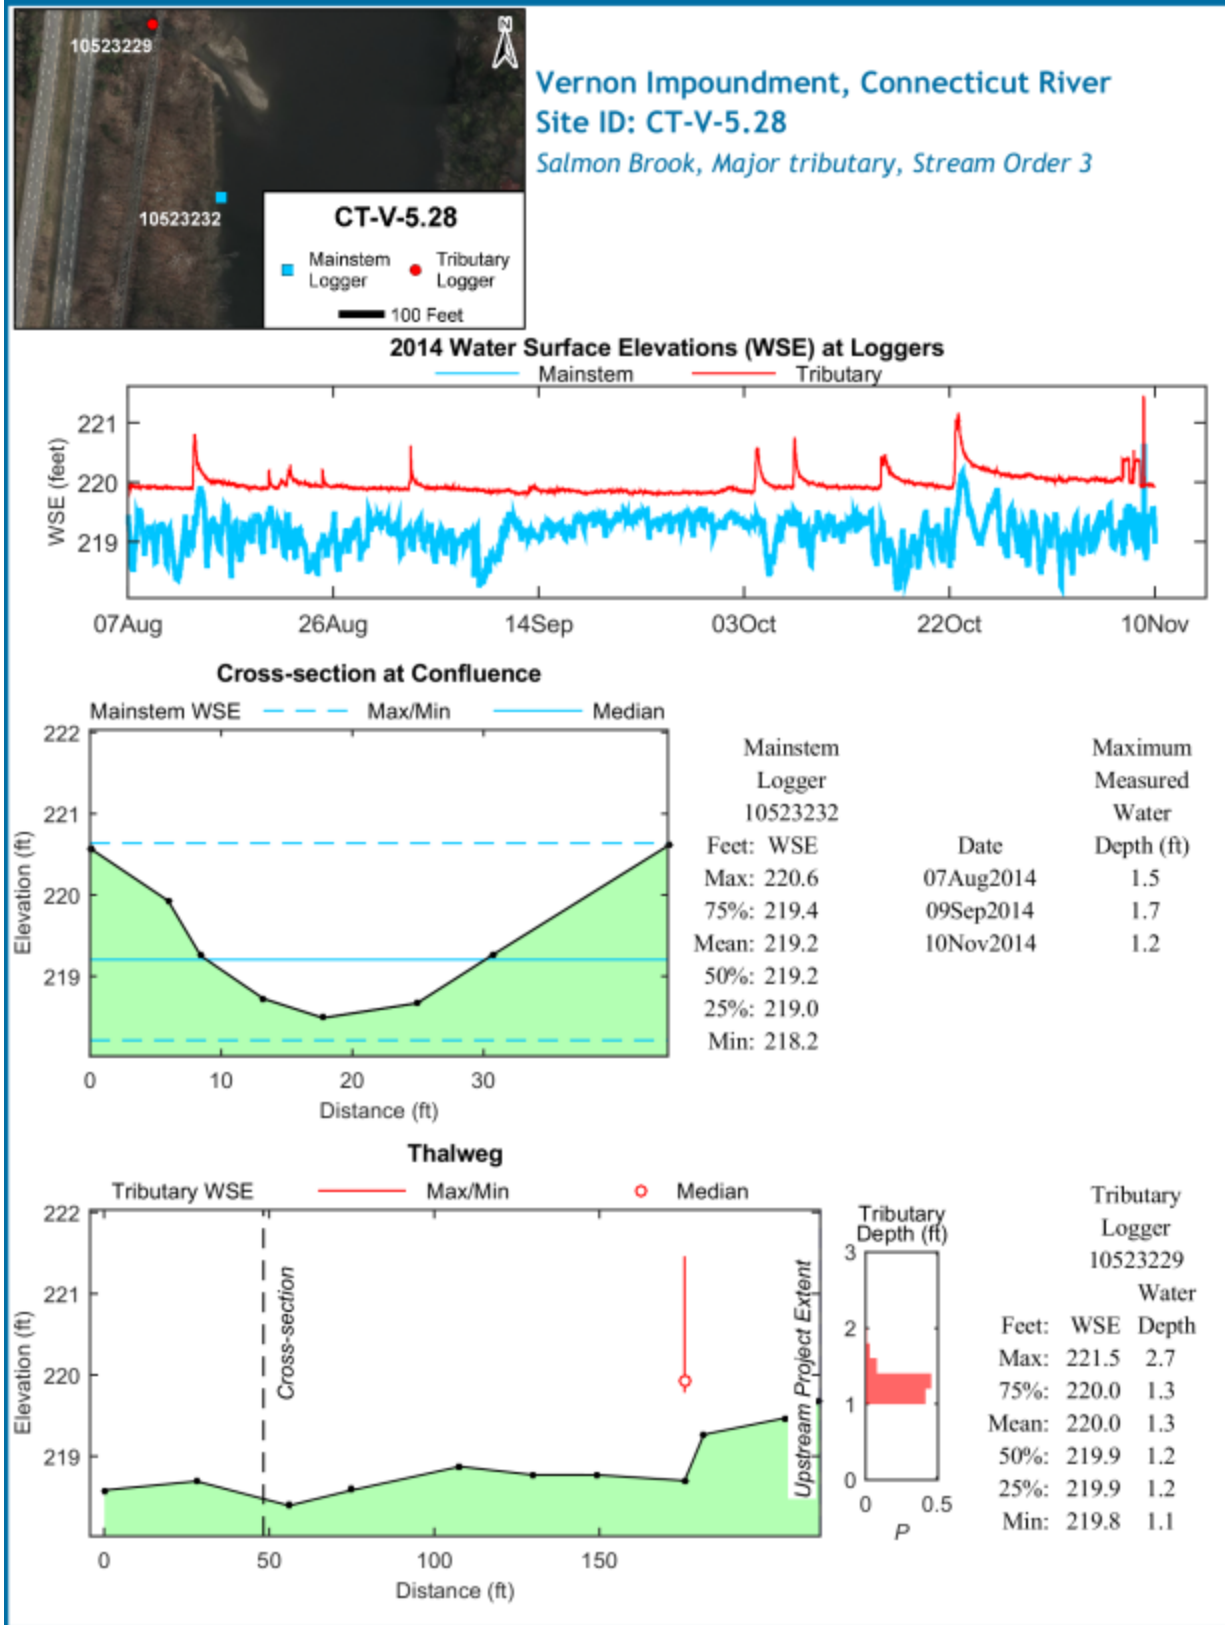 10523229
N
10523232
CT-V-5.28
Mainstem Logger
Tributary Logger
100 Feet
Vernon Impoundment, Connecticut River
Site ID: CT-V-5.28
Salmon Brook, Major tributary, Stream Order 3
2014 Water Surface Elevations (WSE) at Loggers
Mainstem Tributary
WSE (feet)
221
220
219
07Aug 26Aug 14Sep 03Oct 22Oct 10Nov
Cross-section at Confluence
Mainstem WSE Max/Min Median
Elevation (ft)
222
221
220
219
0 10 20 30
Distance (ft)
Mainstem
Logger
10523232
Feet: WSE
Max: 220.6
75%: 219.4
Mean: 219.2
50%: 219.2
25%: 219.0
Min: 218.2
Maximum
Measured
Water
Date Depth (ft)
07Aug2014 1.5
09Sep2014 1.7
10Nov2014 1.2
Thalweg
Tributary WSE Max/Min Median
Elevation (ft)
222
221
220
219
Cross-section
Upstream Project Extent
0 50 100 150
Distance (ft)
Tributary
Depth (ft)
3
2
1
0
0 0.5
P
Tributary
Logger
10523229
Water
Feet: WSE Depth
Max: 221.5 2.7
75%: 220.0 1.3
Mean: 220.0 1.3
50%: 219.9 1.2
25%: 219.9 1.2
Min: 219.8 1.1